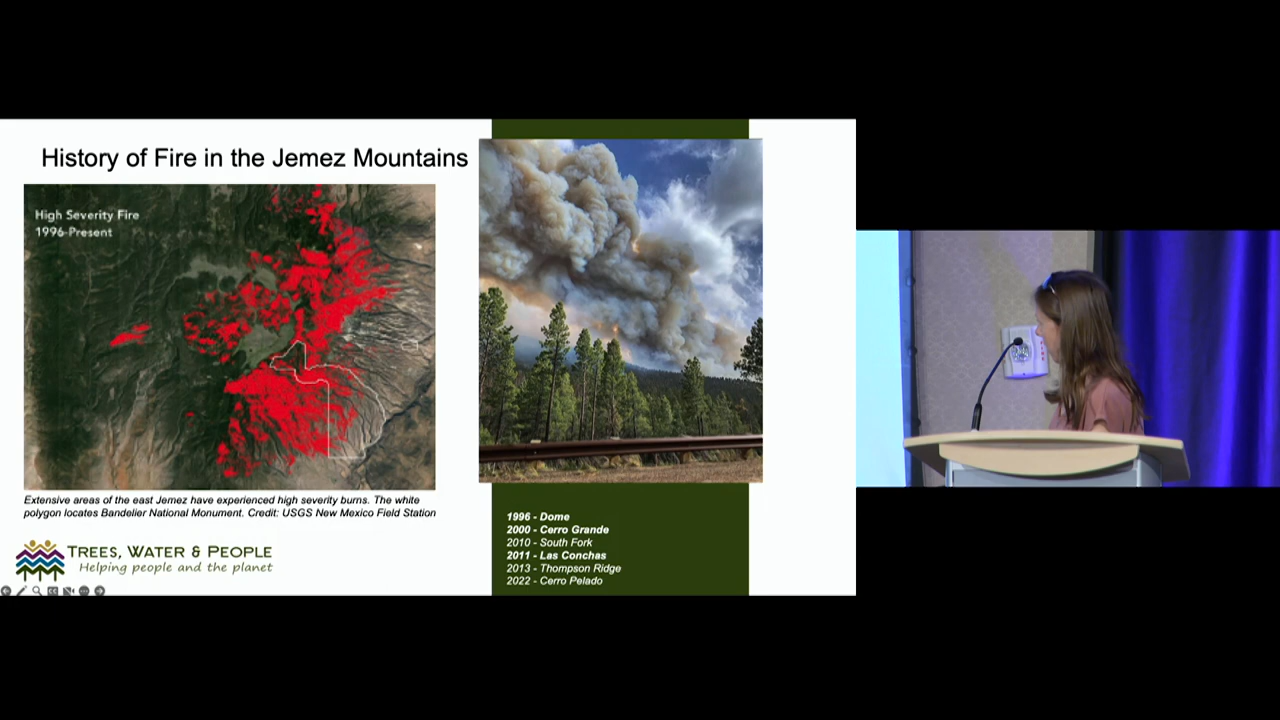 History of Fire in the Jemez Mountains
High Severity Fire
1996-Present
Extensive areas of the east Jemez have experienced high severity burns. The white
polygon locates Bandelier National Monument. Credit: USGS New Mexico Field Station
TREES, WATER & PEOPLE
Helping people and the planet
1996 - Dome
2000 - Cerro Grande
2010 - South Fork
2011 - Las Conchas
2013 - Thompson Ridge
2022 - Cerro Pelado